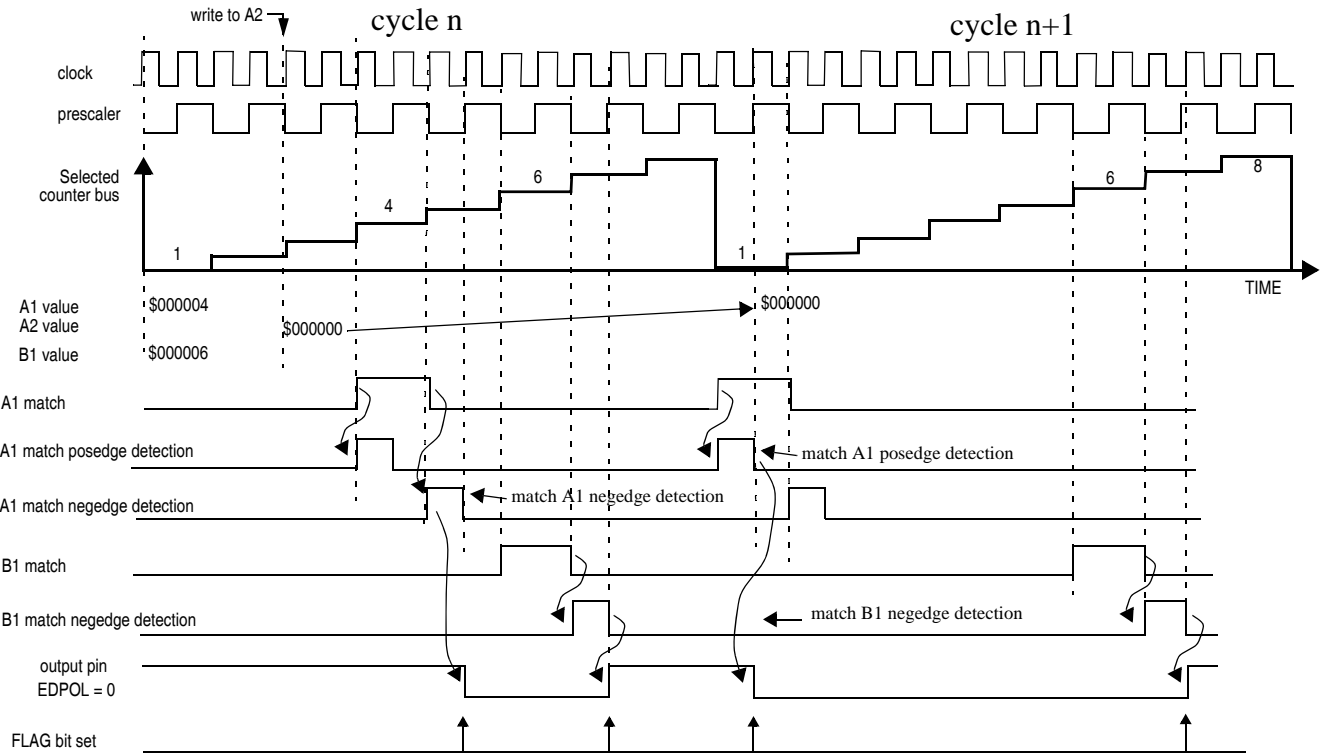 write to A2
cycle n
cycle n+1
clock
prescaler
Selected
counter bus
1
4
6
1
6
8
TIME
A1 value
$000004
$000000
A2 value
$000000
B1 value
$000006
A1 match
A1 match posedge detection
match A1 posedge detection
A1 match negedge detection
match A1 negedge detection
B1 match
B1 match negedge detection
match B1 negedge detection
output pin
EDPOL = 0
FLAG bit set